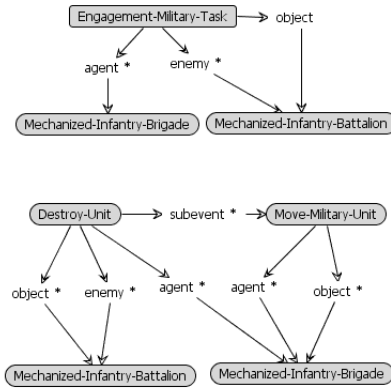 Engagement-Military-Task
object
agent *
enemy *
Mechanized-Infantry-Brigade
Mechanized-Infantry-Battalion
Destroy-Unit
subevent *
Move-Military-Unit
object *
enemy *
agent *
agent *
object *
Mechanized-Infantry-Battalion
Mechanized-Infantry-Brigade